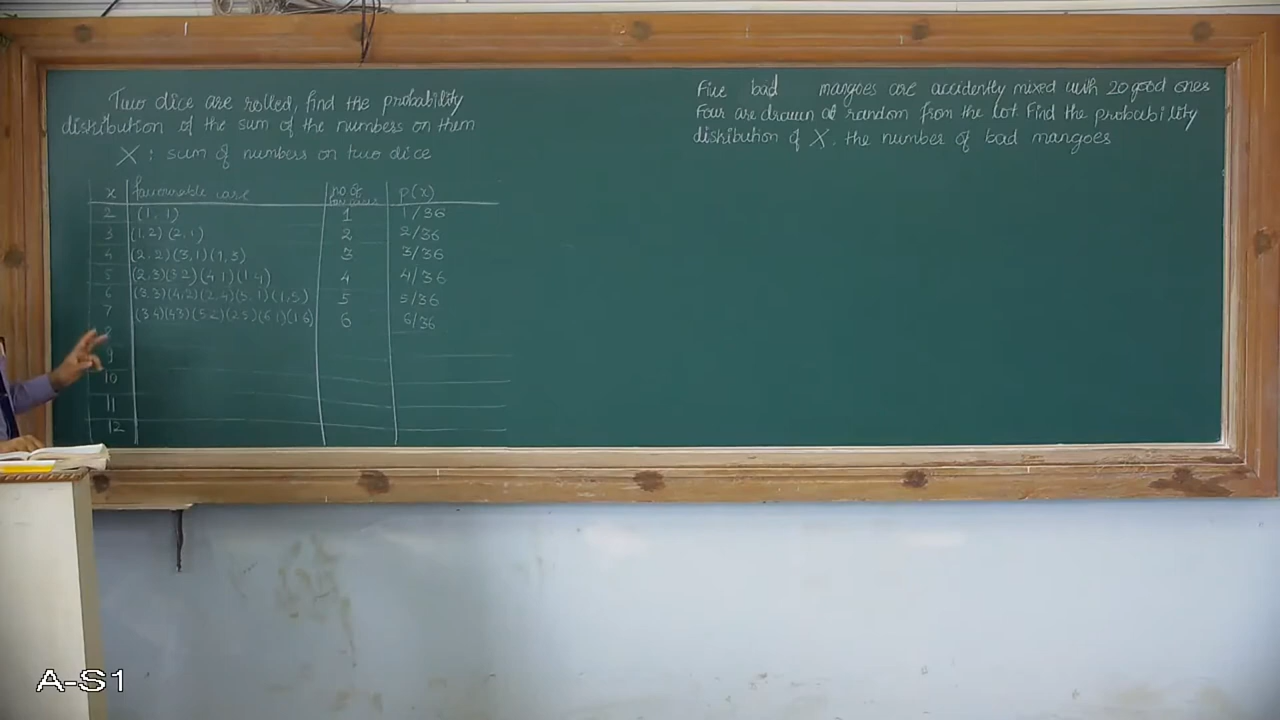 Two dice are rolled, find the probability
distribution of the sum of the numbers on them
X : sum of numbers on two dice
x favourable case no of fav cases p(x)
2 (1, 1) 1 1/36
3 (1,2) (2,1) 2 2/36
4 (2,2)(3,1)(1,3) 3 3/36
5 (2,3)(3 2)(4 1)(1 4) 4 4/36
6 (3,3)(4,2)(2,4)(5,1)(1,5) 5 5/36
7 (3 4)(4 3)(5 2)(2 5)(6 1)(1 6) 6 6/36
9
10
11
12
Five bad mangoes are accidently mixed with 20 good ones
Four are drawn at random from the lot. Find the probability
distribution of X, the number of bad mangoes
A-S1